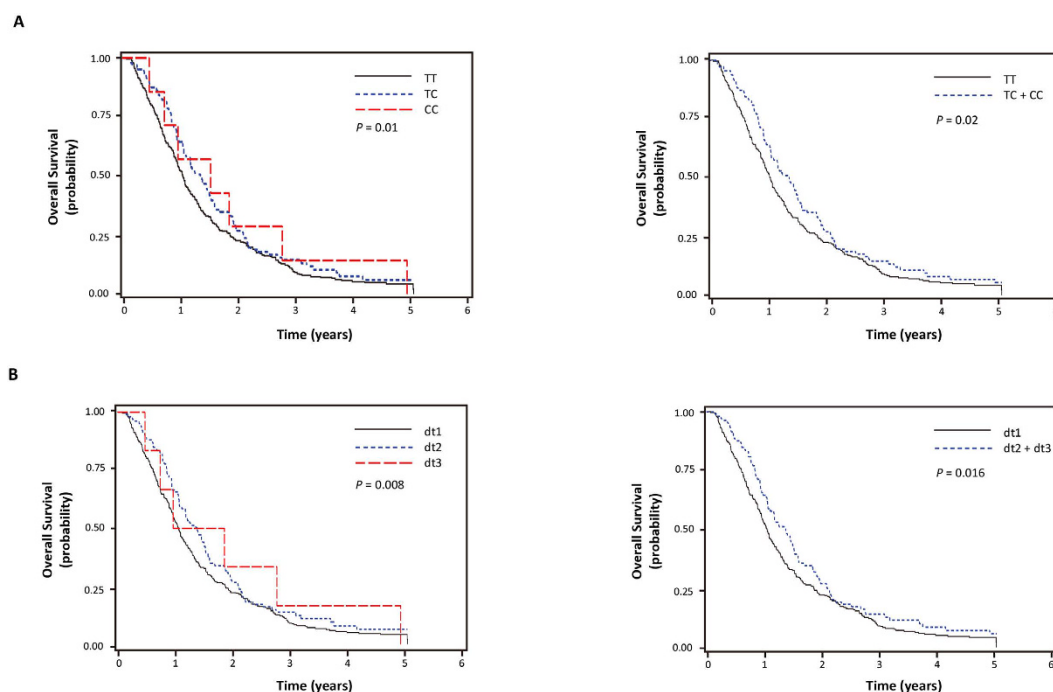 A
Overall Survival
(probability)
1.00
0.75
0.50
0.25
0.00
TT
TC
CC
P = 0.01
0 1 2 3 4 5 6
Time (years)
Overall Survival
(probability)
1.00
0.75
0.50
0.25
0.00
TT
TC + CC
P = 0.02
0 1 2 3 4 5
Time (years)
B
Overall Survival
(probability)
1.00
0.75
0.50
0.25
0.00
dt1
dt2
dt3
P = 0.008
0 1 2 3 4 5 6
Time (years)
Overall Survival
(probability)
1.00
0.75
0.50
0.25
0.00
dt1
dt2 + dt3
P = 0.016
0 1 2 3 4 5 6
Time (years)